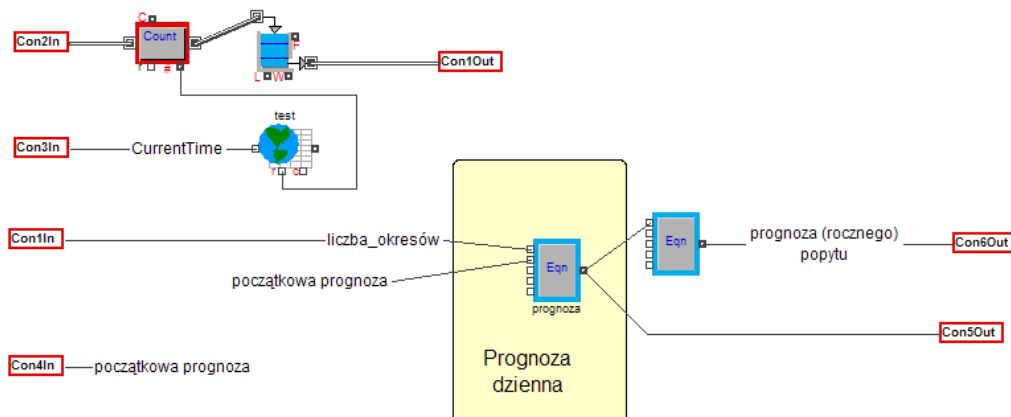 C
Con2In
Count
F
Con1Out
r
#
L
W
test
Con3In
CurrentTime
r
c
Con1In
liczba_okresów
Eqn
prognoza (rocznego)
popytu
Con6Out
początkowa prognoza
Eqn
prognoza
Con5Out
Con4In
początkowa prognoza
Prognoza
dzienna